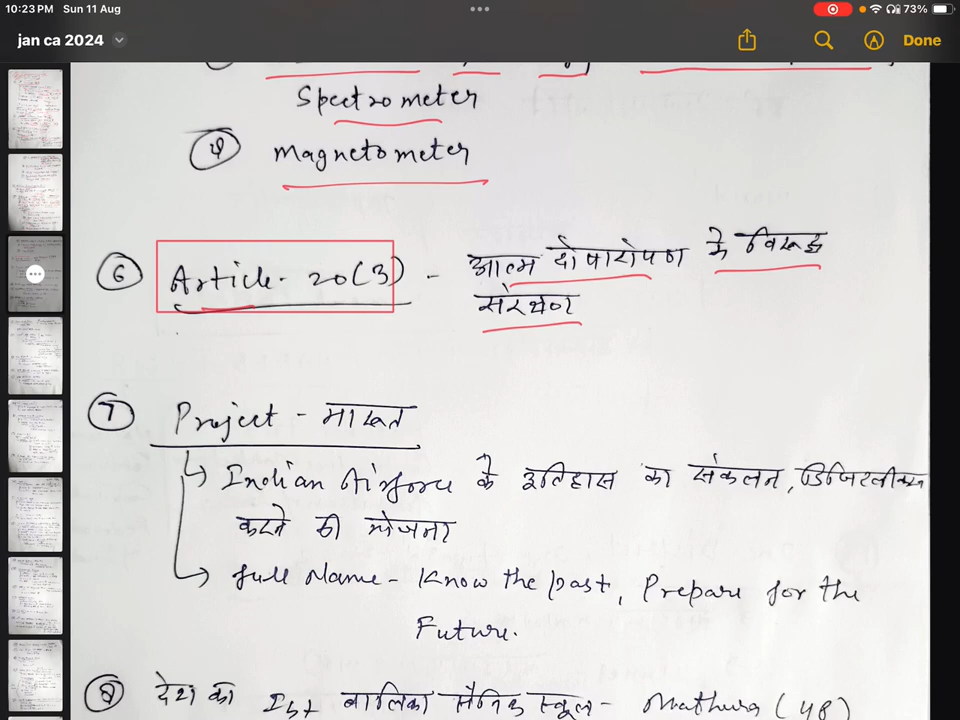 10:23 PM Sun 11 Aug 73%
jan ca 2024 Done
Spectrometer
④ magnetometer
⑥ Article - 20(3) - आत्म दोषारोपण के विरूद्ध
संरक्षण
⑦ Project - मारूत
↳ Indian Airforce के इतिहास का संकलन, डिजिटलीकरण
करने की योजना
↳ full Name - Know the past, Prepare for the
Future.
⑧ देश का Ist बालिका सैनिक स्कूल - Mathura (UP)